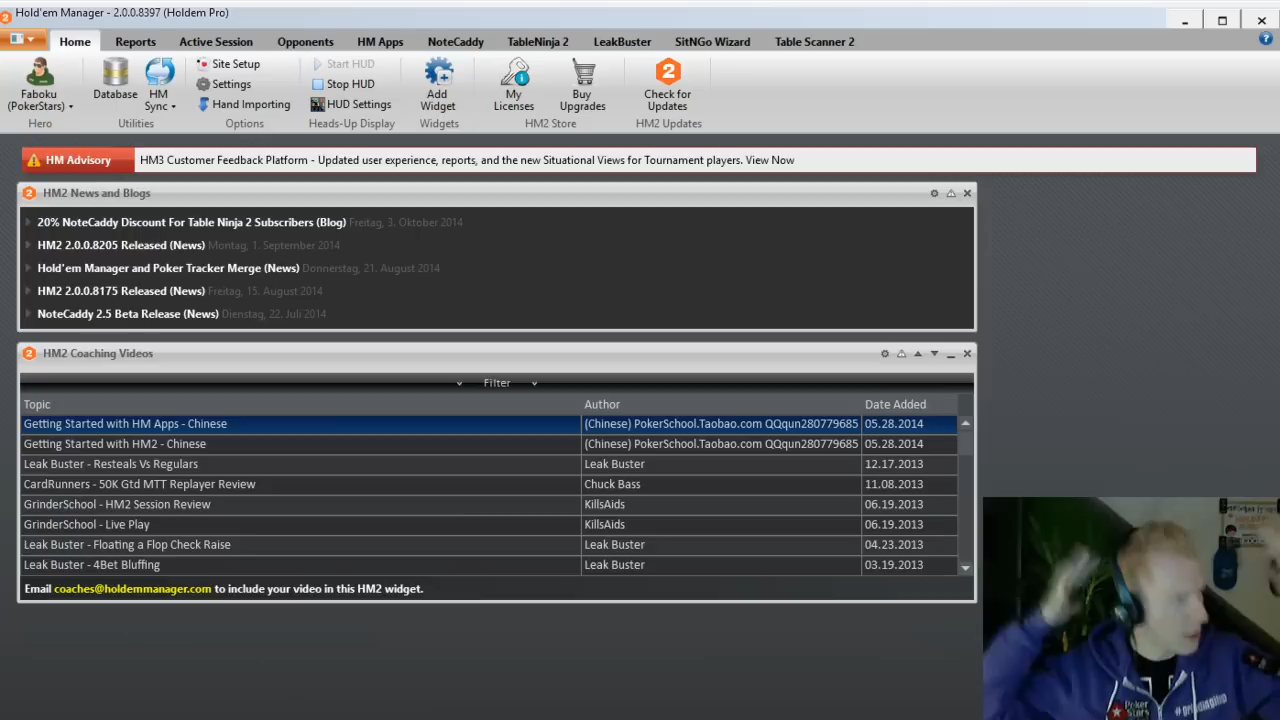 Hold'em Manager - 2.0.0.8397 (Holdem Pro)
Home Reports Active Session Opponents HM Apps NoteCaddy TableNinja 2 LeakBuster SitNGo Wizard Table Scanner 2
Faboku
(PokerStars)
Hero
Database
HM
Sync
Utilities
Site Setup
Settings
Hand Importing
Options
Start HUD
Stop HUD
HUD Settings
Heads-Up Display
Add
Widget
Widgets
My
Licenses
Buy
Upgrades
HM2 Store
Check for
Updates
HM2 Updates
HM Advisory HM3 Customer Feedback Platform - Updated user experience, reports, and the new Situational Views for Tournament players. View Now
HM2 News and Blogs
20% NoteCaddy Discount For Table Ninja 2 Subscribers (Blog) Freitag, 3. Oktober 2014
HM2 2.0.0.8205 Released (News) Montag, 1. September 2014
Hold'em Manager and Poker Tracker Merge (News) Donnerstag, 21. August 2014
HM2 2.0.0.8175 Released (News) Freitag, 15. August 2014
NoteCaddy 2.5 Beta Release (News) Dienstag, 22. Juli 2014
HM2 Coaching Videos
Filter
Topic Author Date Added
Getting Started with HM Apps - Chinese (Chinese) PokerSchool.Taobao.com QQqun280779685 05.28.2014
Getting Started with HM2 - Chinese (Chinese) PokerSchool.Taobao.com QQqun280779685 05.28.2014
Leak Buster - Resteals Vs Regulars Leak Buster 12.17.2013
CardRunners - 50K Gtd MTT Replayer Review Chuck Bass 11.08.2013
GrinderSchool - HM2 Session Review KillsAids 06.19.2013
GrinderSchool - Live Play KillsAids 06.19.2013
Leak Buster - Floating a Flop Check Raise Leak Buster 04.23.2013
Leak Buster - 4Bet Bluffing Leak Buster 03.19.2013
Email coaches@holdemmanager.com to include your video in this HM2 widget.
Poker
Stars